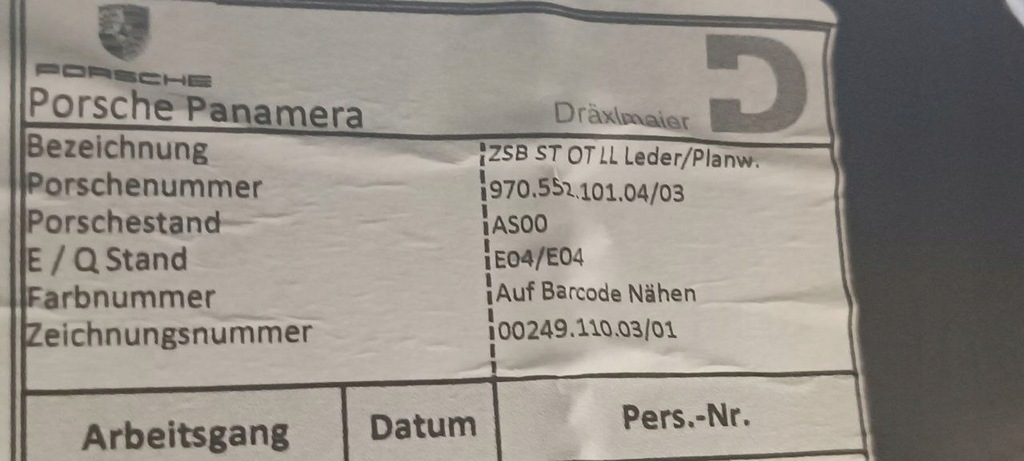 PORSCHE
Porsche Panamera
Dräxlmaier
Bezeichnung ZSB ST OT LL Leder/Planw.
Porschenummer 970.552.101.04/03
Porschestand AS00
E / Q Stand E04/E04
Farbnummer Auf Barcode Nähen
Zeichnungsnummer 00249.110.03/01
Arbeitsgang Datum Pers.-Nr.